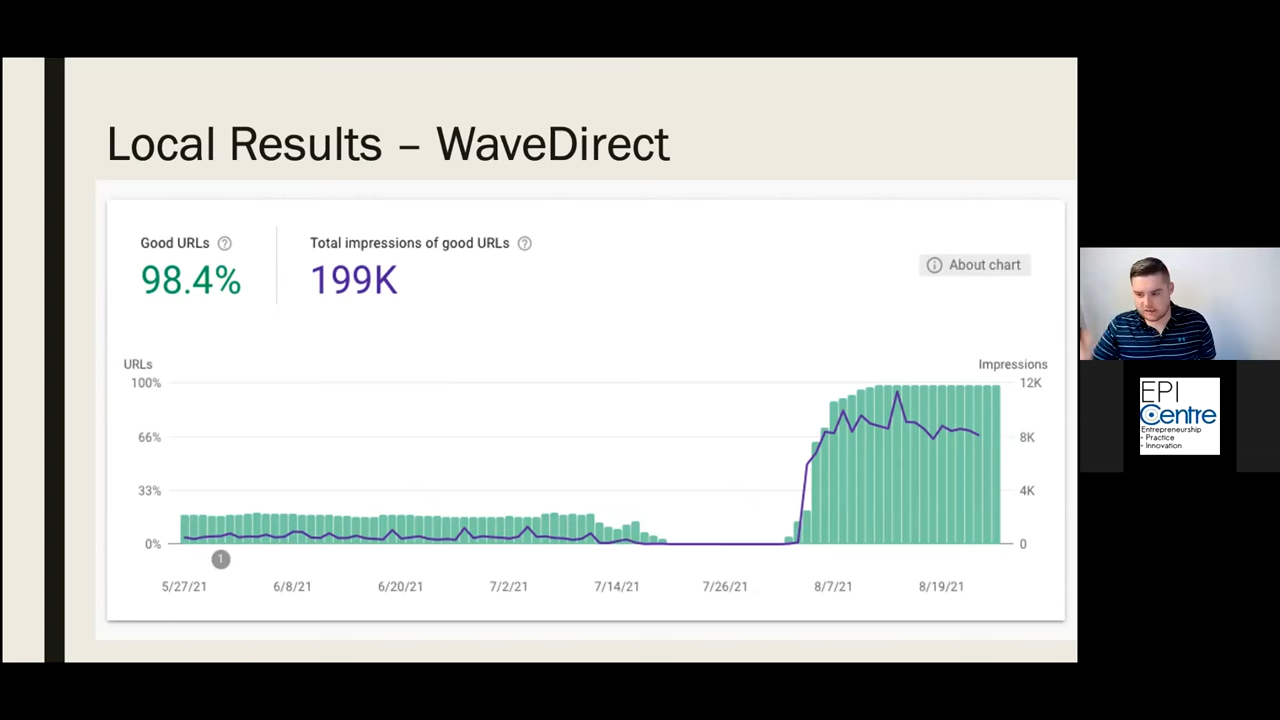 Local Results – WaveDirect
Good URLs
98.4%
Total impressions of good URLs
199K
About chart
URLs
Impressions
100%
12K
66%
8K
33%
4K
0%
0
1
5/27/21
6/8/21
6/20/21
7/2/21
7/14/21
7/26/21
8/7/21
8/19/21
EPI
Centre
Entrepreneurship
- Practice
- Innovation